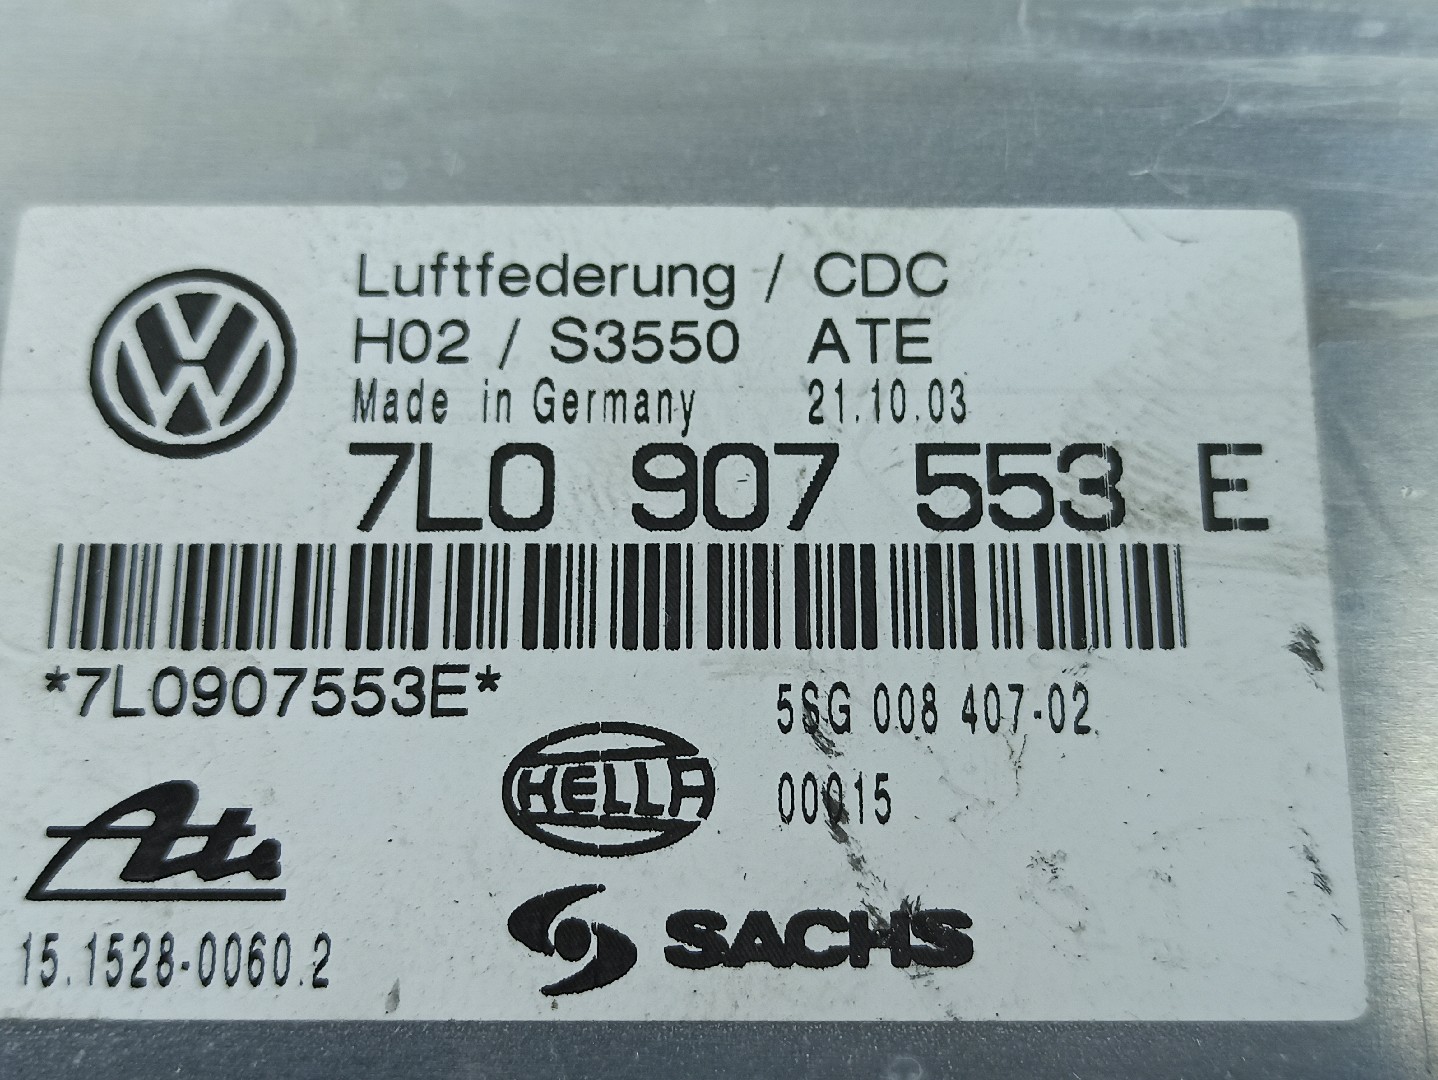 Luftfederung / CDC
H02 / S3550 ATE
Made in Germany 21.10.03
7L0 907 553 E
*7L0907553E*
5SG 008 407-02
HELLA
00015
Ate
SACHS
15.1528-0060.2